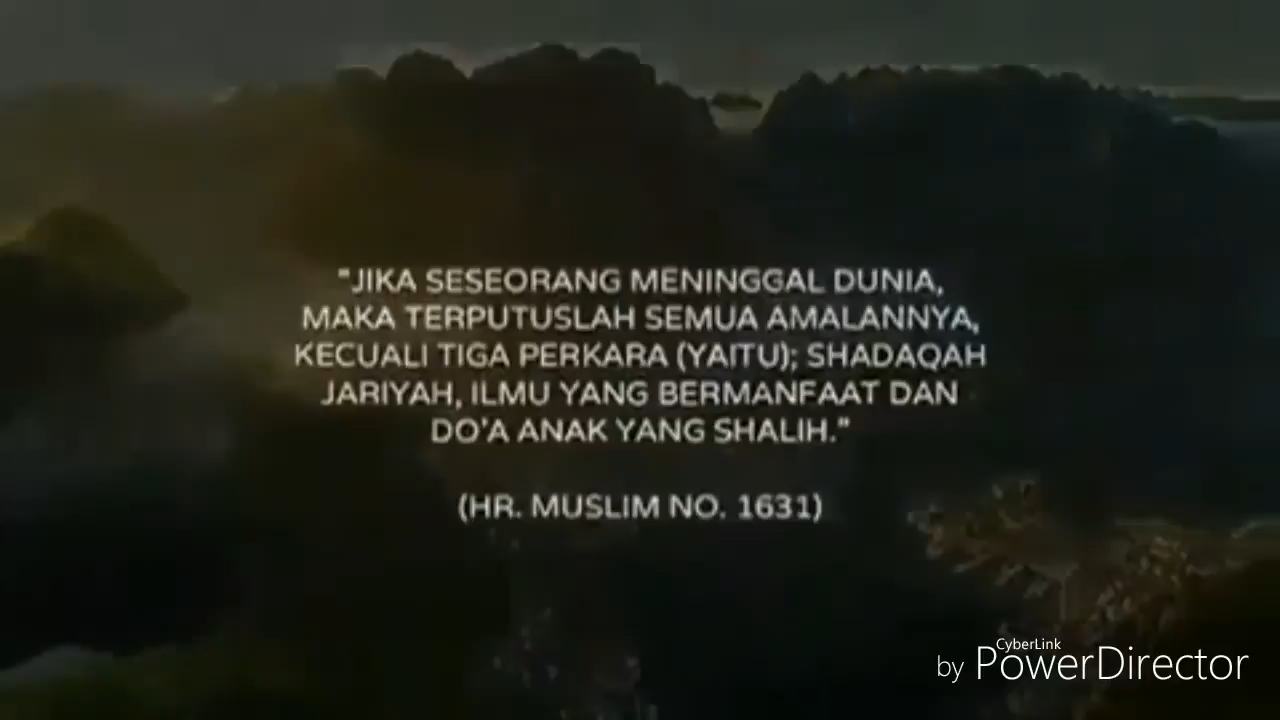 "JIKA SESEORANG MENINGGAL DUNIA,
MAKA TERPUTUSLAH SEMUA AMALANNYA,
KECUALI TIGA PERKARA (YAITU); SHADAQAH
JARIYAH, ILMU YANG BERMANFAAT DAN
DO'A ANAK YANG SHALIH."
(HR. MUSLIM NO. 1631)
CyberLink
by PowerDirector